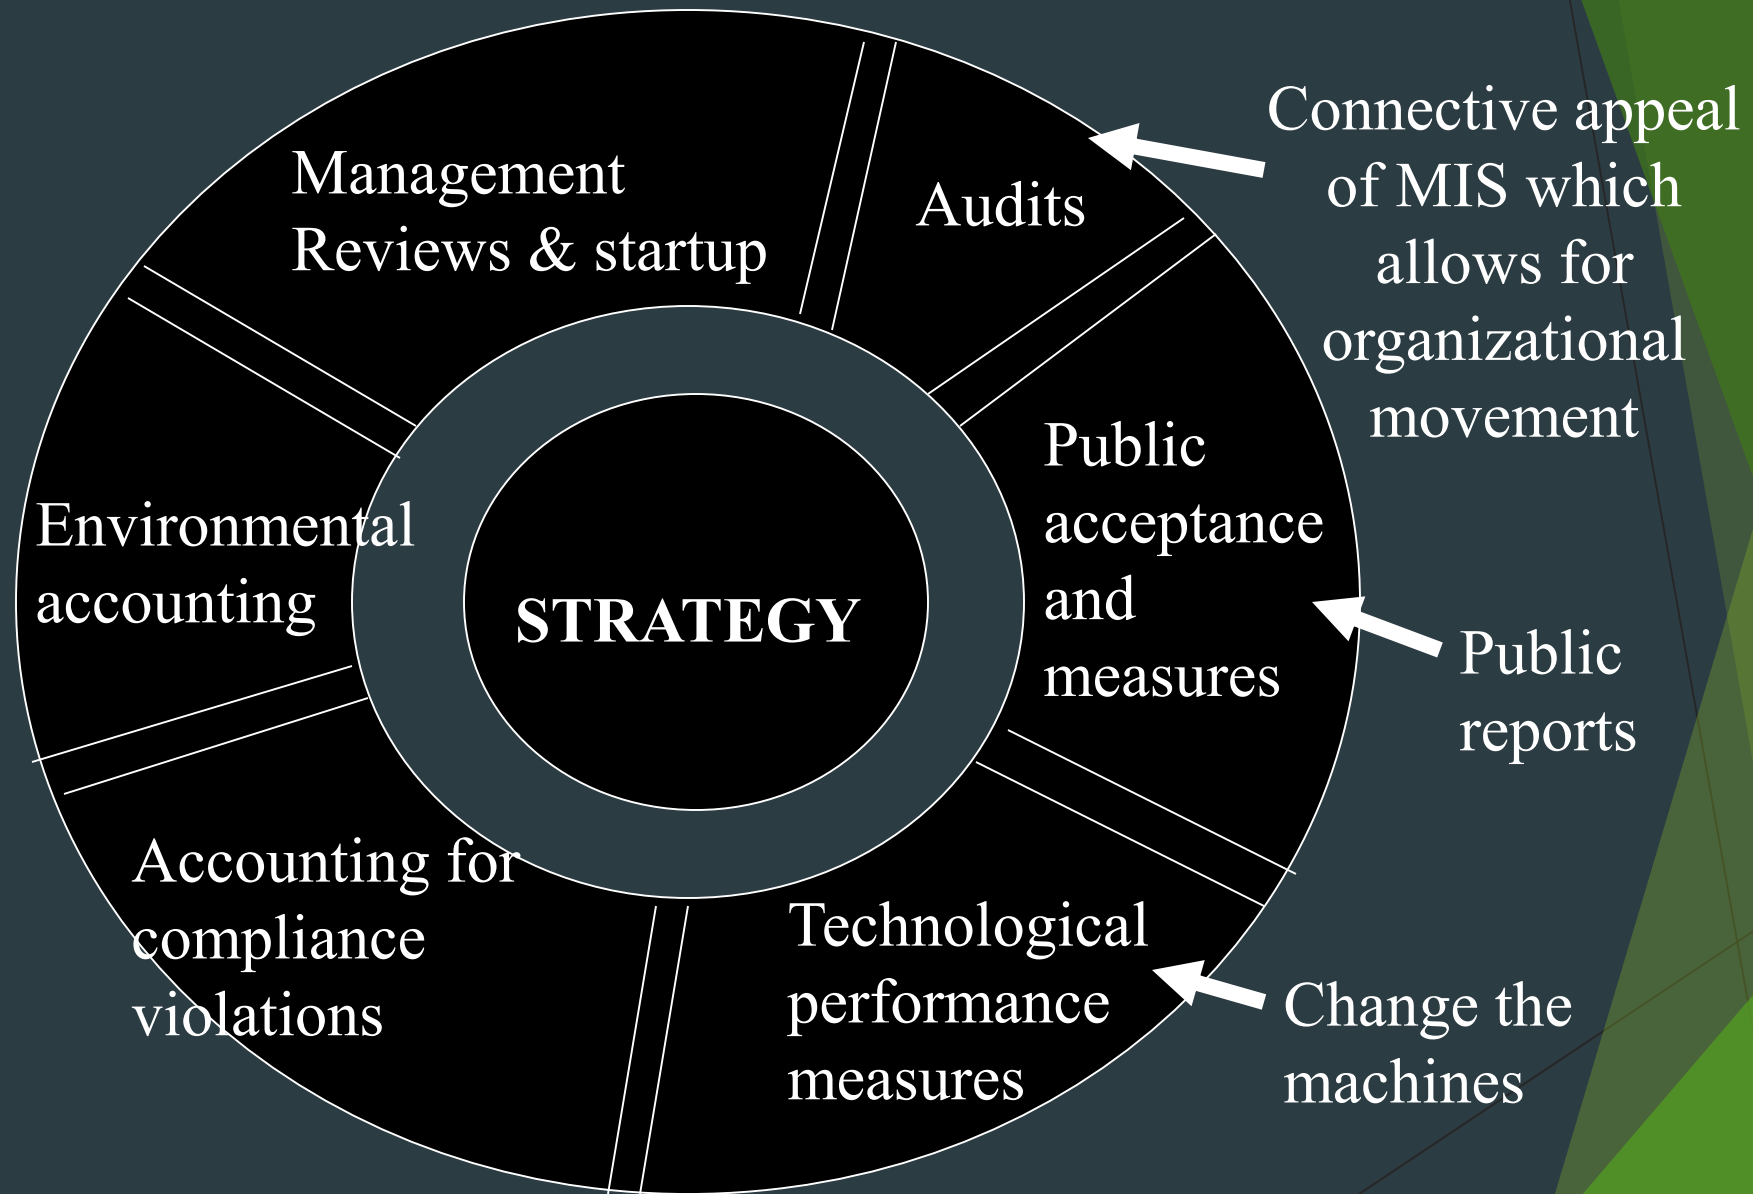 Management
Reviews & startup
Audits
Connective appeal
of MIS which
allows for
organizational
movement
Public
acceptance
and
measures
Environmental
accounting
STRATEGY
Public
reports
Accounting for
compliance
violations
Technological
performance
measures
Change the
machines